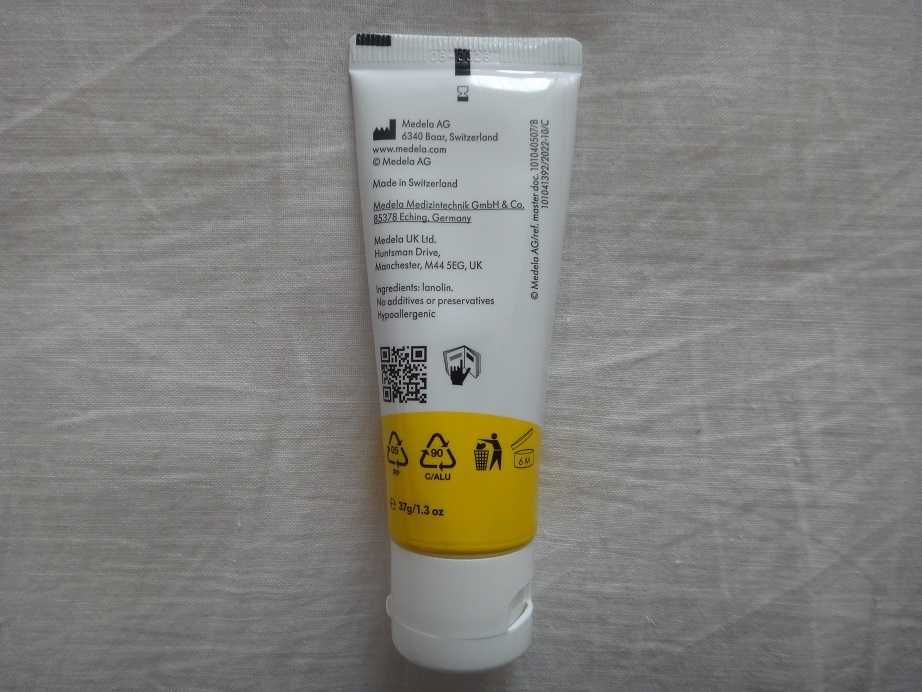 Medela AG
6340 Baar, Switzerland
www.medela.com
© Medela AG
Made in Switzerland
Medela Medizintechnik GmbH & Co.
85378 Eching, Germany
Medela UK Ltd.
Huntsman Drive,
Manchester, M44 5EG, UK
Ingredients: lanolin.
No additives or preservatives
Hypoallergenic
© Medela AG/ref. master doc. 101040507/B
101041392/2022-10/C
05
PP
90
C/ALU
6 M
℮ 37g/1.3 oz